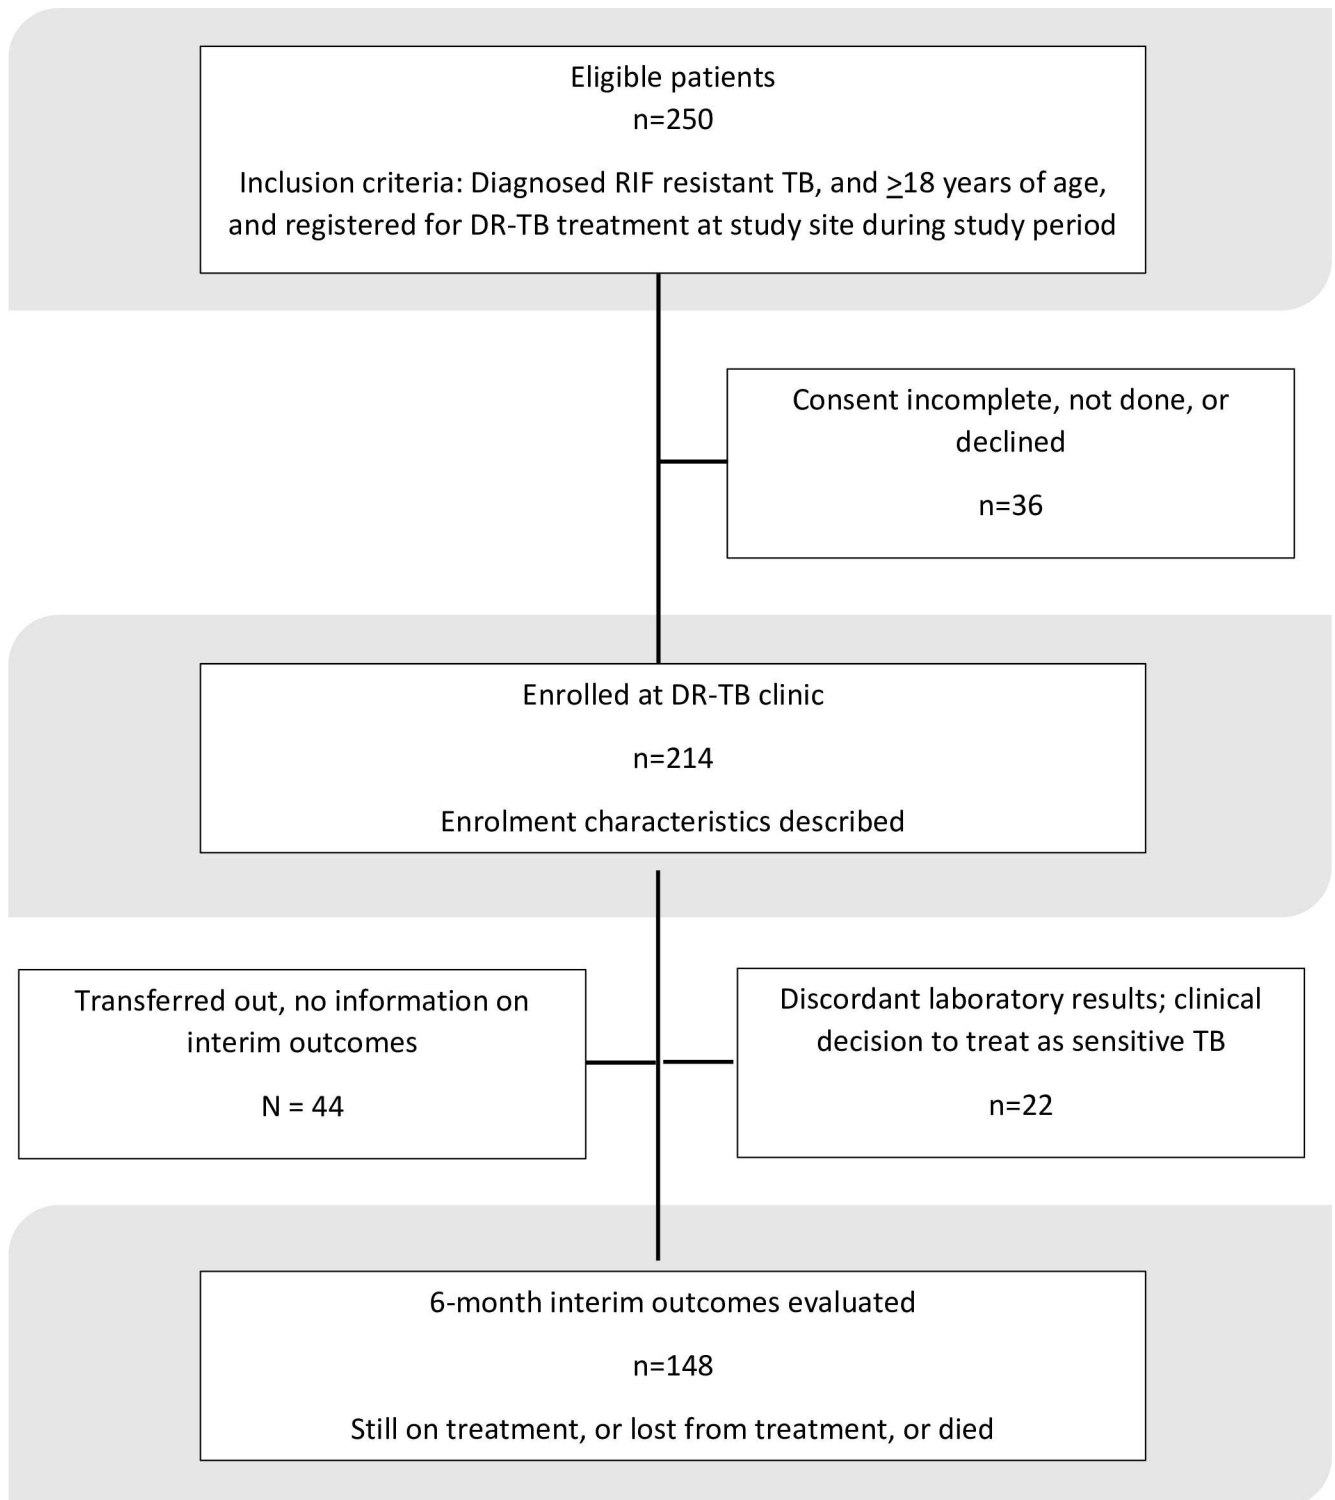 Eligible patients
n=250
Inclusion criteria: Diagnosed RIF resistant TB, and ≥18 years of age,
and registered for DR-TB treatment at study site during study period
Consent incomplete, not done, or
declined
n=36
Enrolled at DR-TB clinic
n=214
Enrolment characteristics described
Transferred out, no information on
interim outcomes
N = 44
Discordant laboratory results; clinical
decision to treat as sensitive TB
n=22
6-month interim outcomes evaluated
n=148
Still on treatment, or lost from treatment, or died